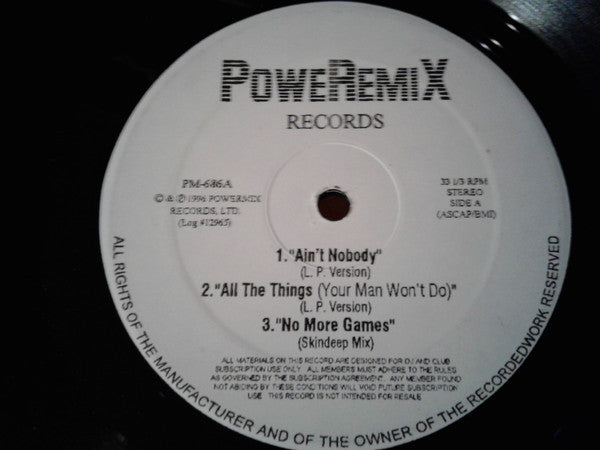 POWEREMIX
RECORDS
PM-686A
© & ℗ 1996 POWERMIX
RECORDS, LTD.
(Log #12965)
33 1/3 RPM
STEREO
SIDE A
(ASCAP/BMI)
1."Ain't Nobody"
(L. P. Version)
2."All The Things (Your Man Won't Do)"
(L. P. Version)
3."No More Games"
(Skindeep Mix)
ALL MATERIALS ON THIS RECORD ARE DESIGNED FOR DJ AND CLUB
SUBSCRIPTION USE ONLY. ALL MEMBERS MUST ADHERE TO THE RULES
AS GOVERNED BY THE SUBSCRIPTION AGREEMENT. ANY MEMBER FOUND
NOT ABIDING BY THESE CONDITIONS WILL VOID FUTURE SUBSCRIPTION
USE. THIS RECORD IS NOT INTENDED FOR RESALE
ALL RIGHTS OF THE MANUFACTURER AND OF THE OWNER OF THE RECORDEDWORK RESERVED